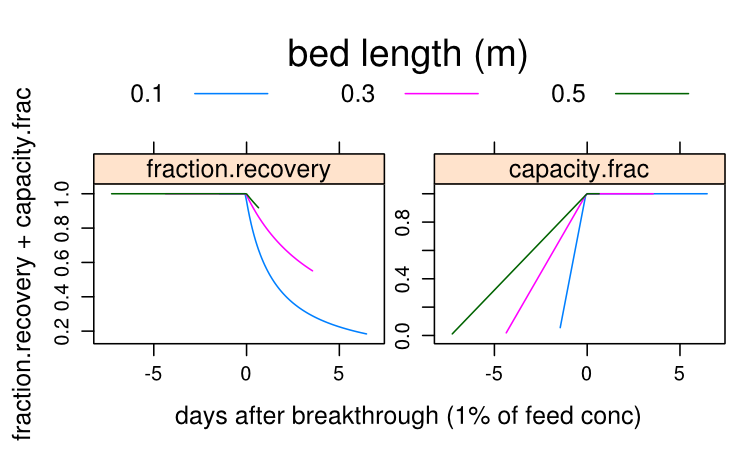 bed length (m)
0.1 0.3 0.5
fraction.recovery capacity.frac
fraction.recovery + capacity.frac
0.2 0.4 0.6 0.8 1.0
0.0 0.4 0.8
-5 0 5 -5 0 5
days after breakthrough (1% of feed conc)